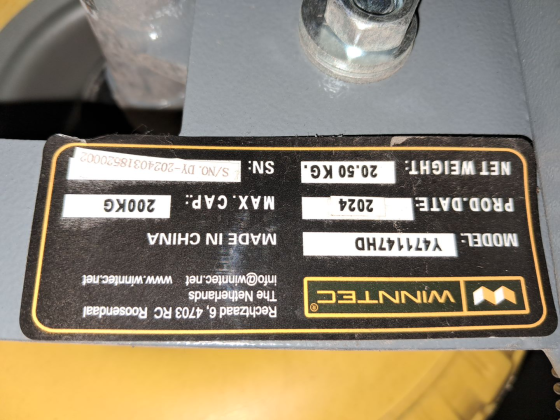 WINNTEC®
Rechtzaad 6, 4703 RC Roosendaal
The Netherlands
info@winntec.net www.winntec.net
MODEL: Y471147HD
MADE IN CHINA
PROD.DATE: 2024
MAX. CAP.: 200KG
NET WEIGHT: 20.50 KG.
SN: S/NO. DY-20240318520002